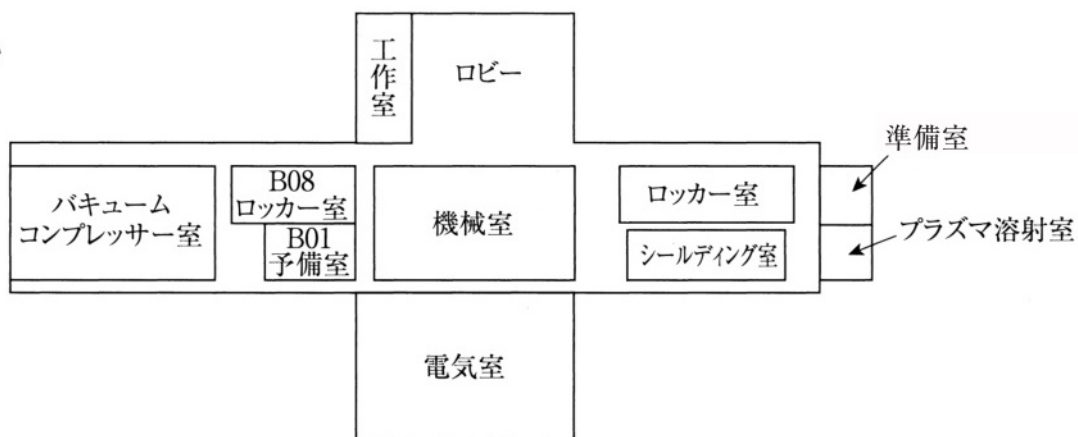 工作室
ロビー
準備室
バキューム
コンプレッサー室
B08
ロッカー室
B01
予備室
機械室
ロッカー室
シールディング室
プラズマ溶射室
電気室